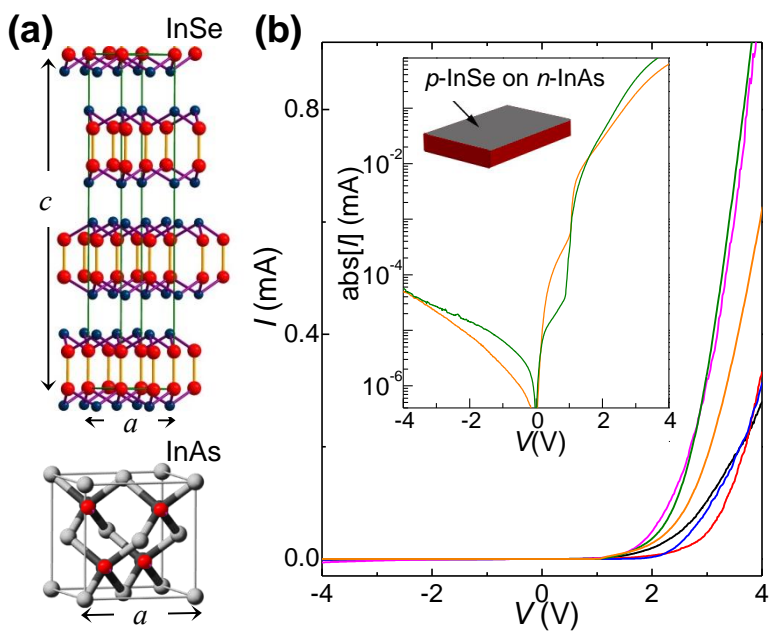 (a)
InSe
c
a
InAs
a
(b)
I (mA)
0.8
0.4
0.0
-4
-2
0
2
4
V (V)
p-InSe on n-InAs
abs[I] (mA)
10-2
10-4
10-6
-4
-2
0
2
4
V(V)